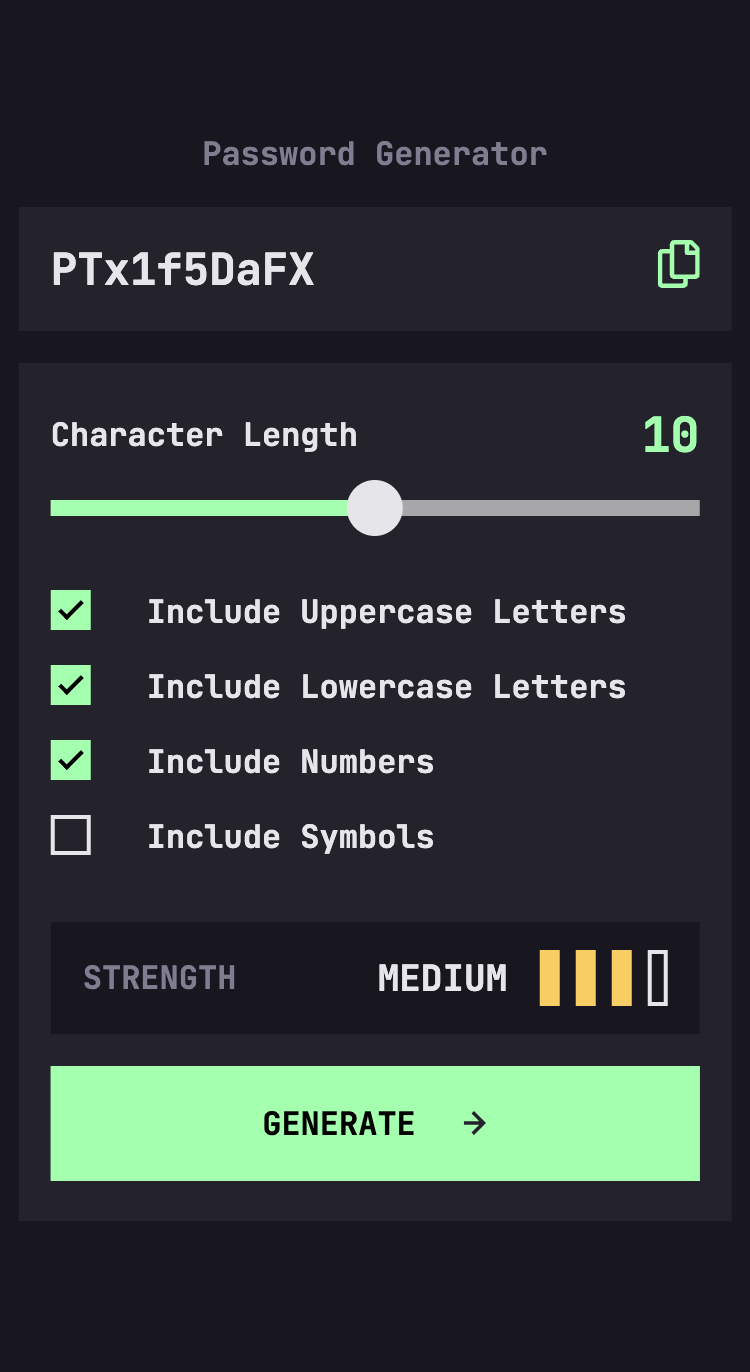 Password Generator
PTx1f5DaFX
Character Length 10
Include Uppercase Letters
Include Lowercase Letters
Include Numbers
Include Symbols
STRENGTH MEDIUM
GENERATE →